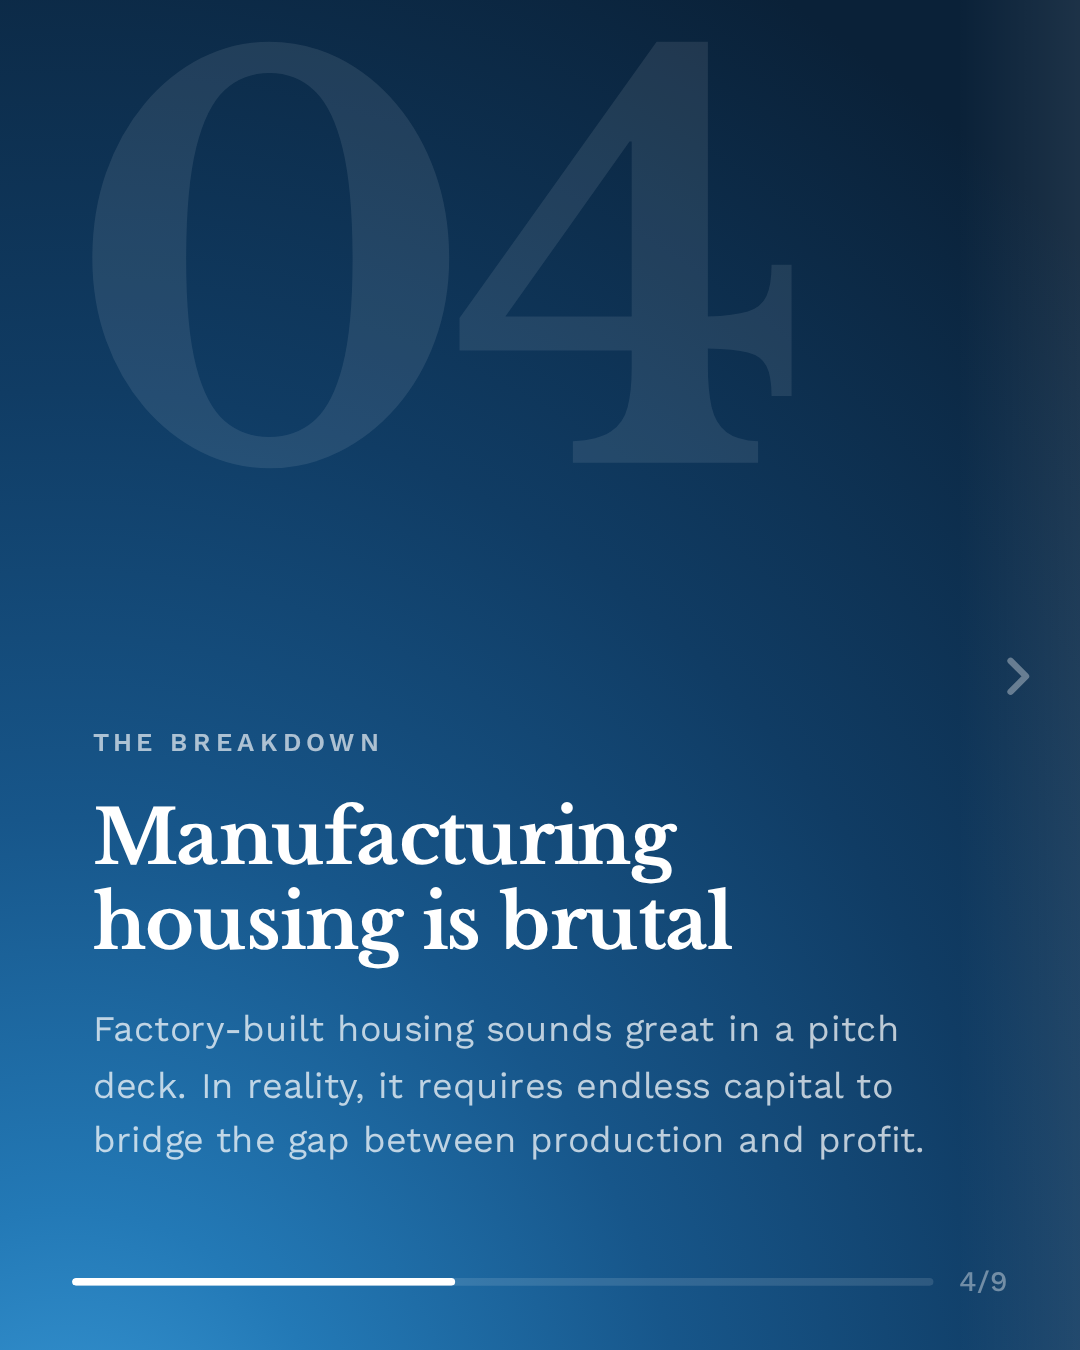 04
THE BREAKDOWN
Manufacturing
housing is brutal
Factory-built housing sounds great in a pitch
deck. In reality, it requires endless capital to
bridge the gap between production and profit.
4/9